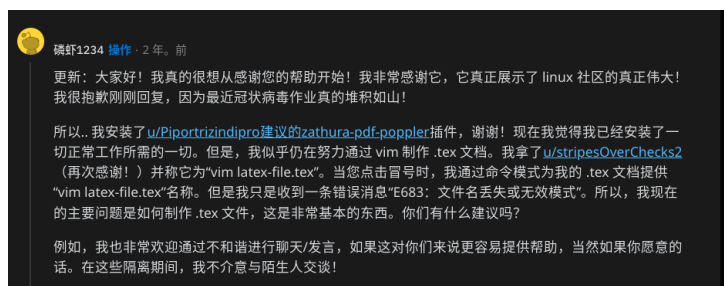 磷虾1234 操作 · 2 年。前
更新：大家好！我真的很想从感谢您的帮助开始！我非常感谢它，它真正展示了 linux 社区的真正伟大！
我很抱歉刚刚回复，因为最近冠状病毒作业真的堆积如山！
所以.. 我安装了u/Piportrizindipro建议的zathura-pdf-poppler插件，谢谢！现在我觉得我已经安装了一
切正常工作所需的一切。但是，我似乎仍在努力通过 vim 制作 .tex 文档。我拿了u/stripesOverChecks2
（再次感谢！）并称它为“vim latex-file.tex”。当您点击冒号时，我通过命令模式为我的 .tex 文档提供
“vim latex-file.tex”名称。但是我只是收到一条错误消息“E683：文件名丢失或无效模式”。所以，我现在
的主要问题是如何制作 .tex 文件，这是非常基本的东西。你们有什么建议吗？
例如，我也非常欢迎通过不和谐进行聊天/发言，如果这对你们来说更容易提供帮助，当然如果你愿意的
话。在这些隔离期间，我不介意与陌生人交谈！